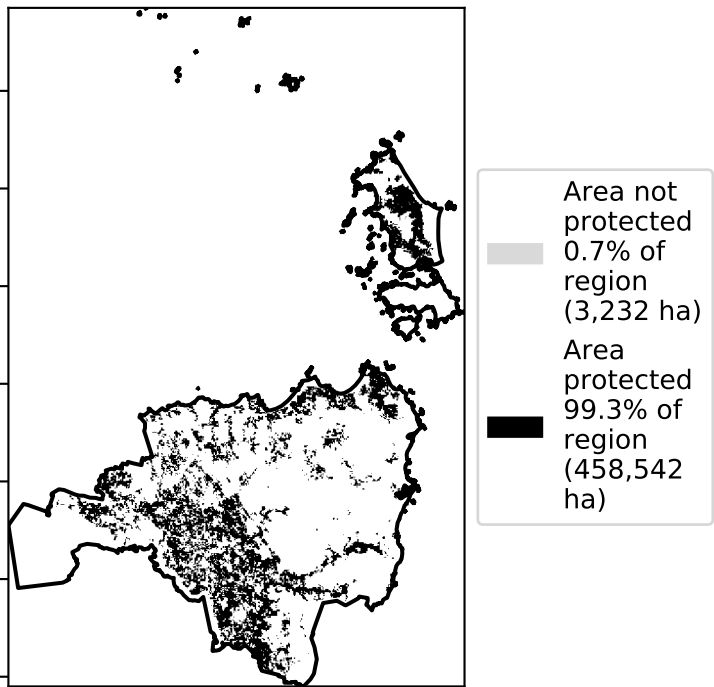 Area not
protected
0.7% of
region
(3,232 ha)
Area
protected
99.3% of
region
(458,542
ha)